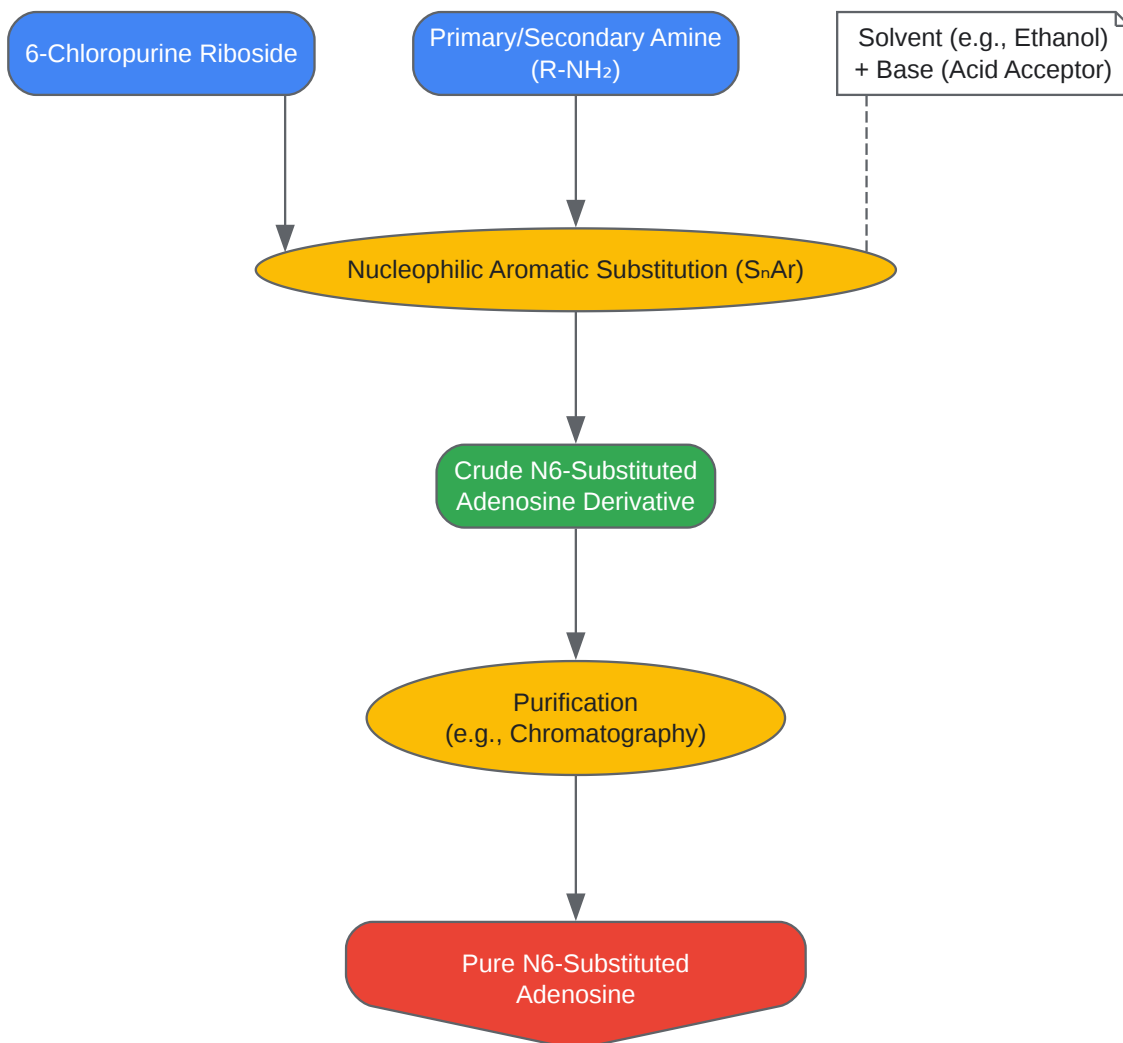 6-Chloropurine Riboside
Primary/Secondary Amine
(R-NH₂)
Solvent (e.g., Ethanol)
+ Base (Acid Acceptor)
Nucleophilic Aromatic Substitution (SₙAr)
Crude N6-Substituted
Adenosine Derivative
Purification
(e.g., Chromatography)
Pure N6-Substituted
Adenosine